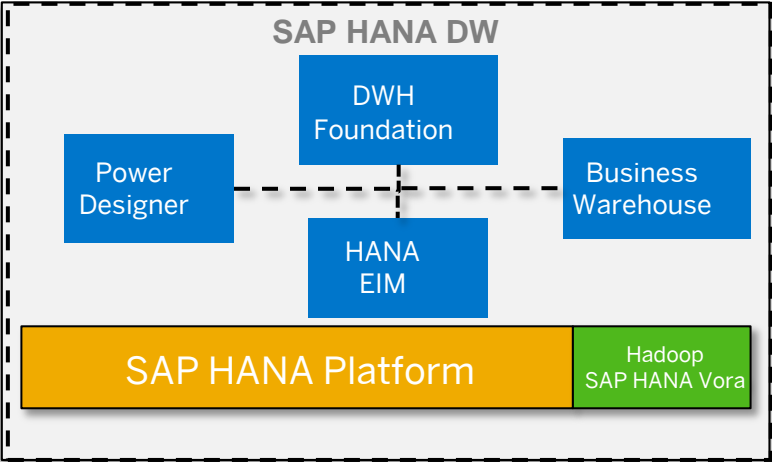 SAP HANA DW
DWH
Foundation
Power
Designer
Business
Warehouse
HANA
EIM
SAP HANA Platform
Hadoop
SAP HANA Vora